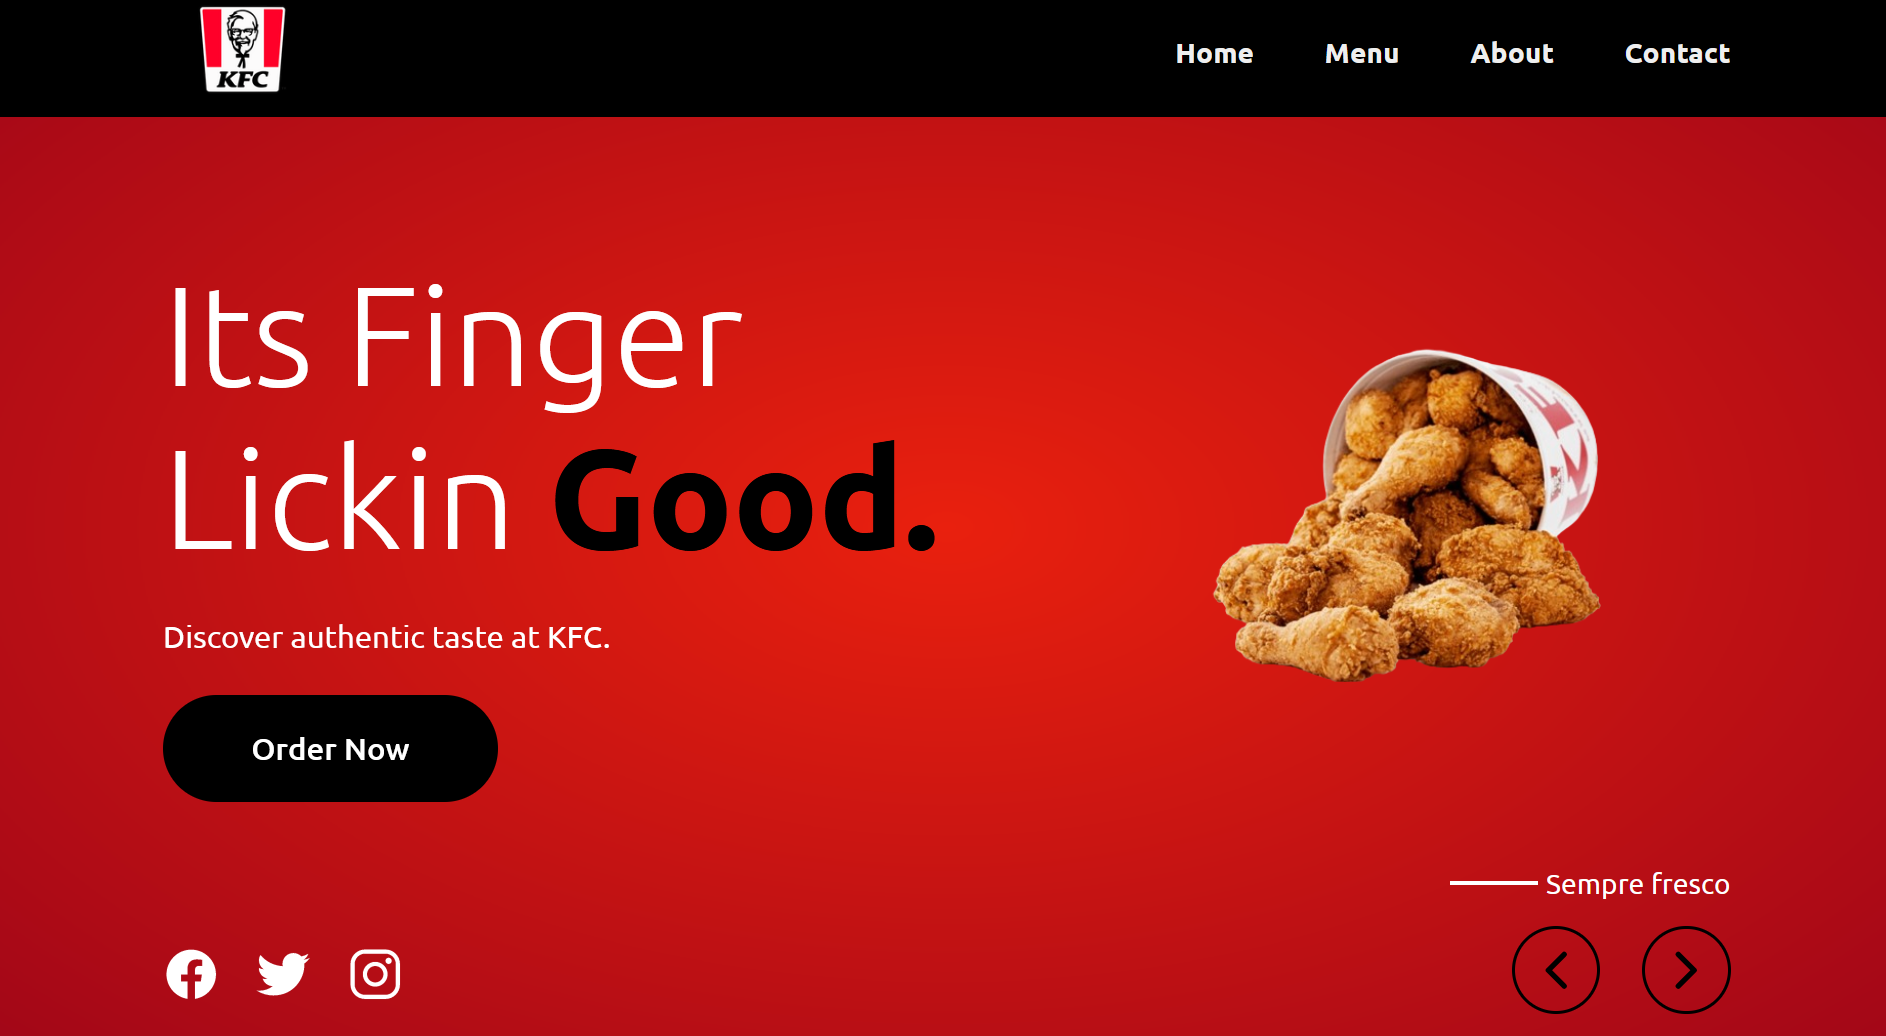 KFC
Home Menu About Contact
Its Finger
Lickin Good.
Discover authentic taste at KFC.
Order Now
Sempre fresco